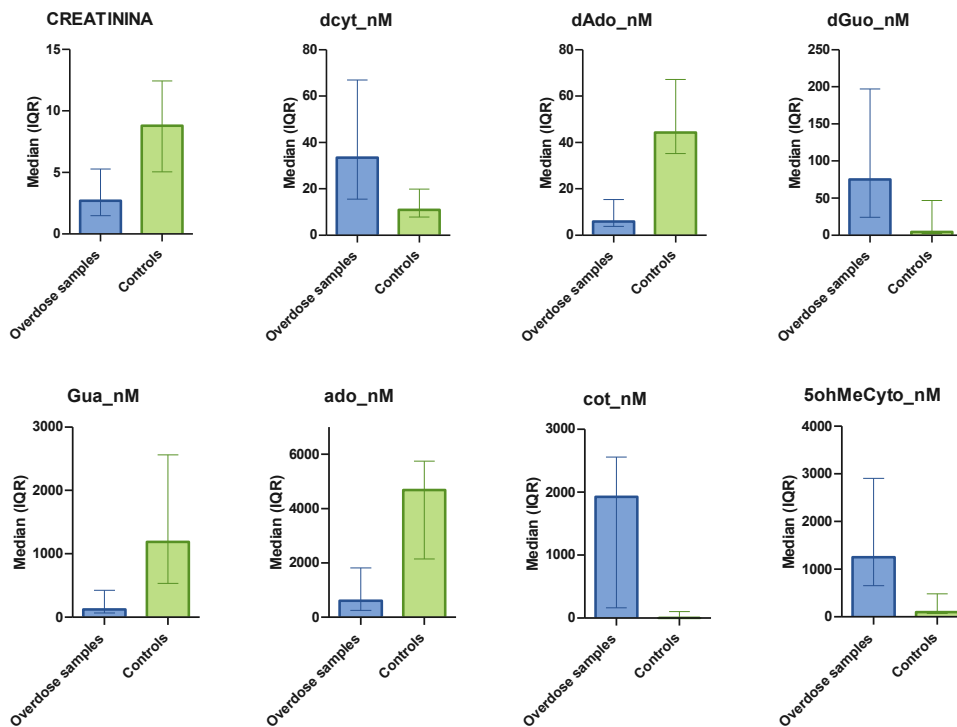 CREATININA
15
10
5
0
Median (IQR)
Overdose samples
Controls
dcyt_nM
80
60
40
20
0
Median (IQR)
Overdose samples
Controls
dAdo_nM
80
60
40
20
0
Median (IQR)
Overdose samples
Controls
dGuo_nM
250
200
150
100
50
0
Median (IQR)
Overdose samples
Controls
Gua_nM
3000
2000
1000
0
Median (IQR)
Overdose samples
Controls
ado_nM
6000
4000
2000
0
Median (IQR)
Overdose samples
Controls
cot_nM
3000
2000
1000
0
Median (IQR)
Overdose samples
Controls
5ohMeCyto_nM
4000
3000
2000
1000
0
Median (IQR)
Overdose samples
Controls